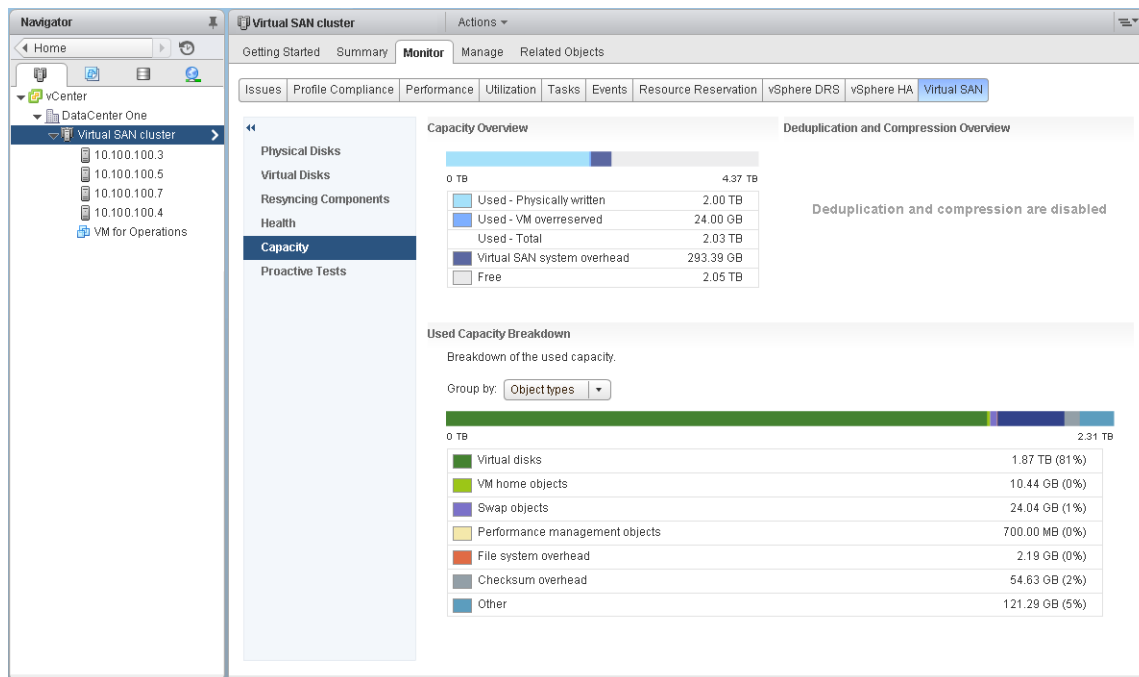 Navigator
Virtual SAN cluster
Actions
Home
Getting Started Summary Monitor Manage Related Objects
Issues Profile Compliance Performance Utilization Tasks Events Resource Reservation vSphere DRS vSphere HA Virtual SAN
vCenter
DataCenter One
Virtual SAN cluster
10.100.100.3
10.100.100.5
10.100.100.7
10.100.100.4
VM for Operations
Physical Disks
Virtual Disks
Resyncing Components
Health
Capacity
Proactive Tests
Capacity Overview
0 TB 4.37 TB
Used - Physically written 2.00 TB
Used - VM overreserved 24.00 GB
Used - Total 2.03 TB
Virtual SAN system overhead 293.39 GB
Free 2.05 TB
Deduplication and Compression Overview
Deduplication and compression are disabled
Used Capacity Breakdown
Breakdown of the used capacity.
Group by: Object types
0 TB 2.31 TB
Virtual disks 1.87 TB (81%)
VM home objects 10.44 GB (0%)
Swap objects 24.04 GB (1%)
Performance management objects 700.00 MB (0%)
File system overhead 2.19 GB (0%)
Checksum overhead 54.63 GB (2%)
Other 121.29 GB (5%)